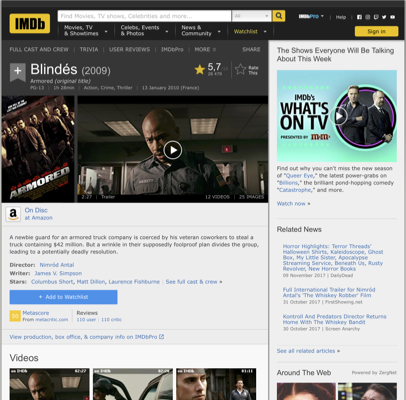 IMDb
Find Movies, TV shows, Celebrities and more...
All
IMDbPro
Help
Movies, TV & Showtimes
Celebs, Events & Photos
News & Community
Watchlist
Sign in
FULL CAST AND CREW | TRIVIA | USER REVIEWS | IMDbPro | MORE
SHARE
Blindés (2009)
Armored (original title)
PG-13 | 1h 28min | Action, Crime, Thriller | 13 January 2010 (France)
5,7
Rate This
ARMORED
2:27 | Trailer
12 VIDEOS | 25 IMAGES
On Disc
at Amazon
A newbie guard for an armored truck company is coerced by his veteran coworkers to steal a
truck containing $42 million. But a wrinkle in their supposedly foolproof plan divides the group,
leading to a potentially deadly resolution.
Director: Nimród Antal
Writer: James V. Simpson
Stars: Columbus Short, Matt Dillon, Laurence Fishburne | See full cast & crew »
+ Add to Watchlist
Metascore
From metacritic.com
Reviews
110 user | 110 critic
View production, box office, & company info on IMDbPro
Videos
02:27
00:31
01:11
The Shows Everyone Will Be Talking
About This Week
IMDb's
WHAT'S
ON TV
PRESENTED BY
Find out why you can't miss the new season
of "Queer Eye," the latest power-grabs on
"Billions," the brilliant pond-hopping comedy
"Catastrophe," and more.
Watch now »
Related News
Horror Highlights: Terror Threads'
Halloween Shirts, Kaleidoscope, Ghost
Box, My Little Sister, Apocalypse
Streaming Service, Beneath Us, Rusty
Revolver, New Horror Books
09 November 2017 | DailyDead
Full International Trailer for Nimród
Antal's 'The Whiskey Robber' Film
31 October 2017 | FirstShowing.net
Kontroll And Predators Director Returns
Home With The Whiskey Bandit
30 October 2017 | Screen Anarchy
See all related articles »
Around The Web
Powered by ZergNet